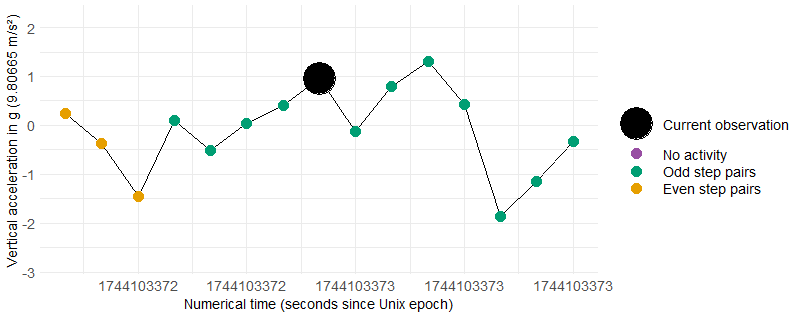 Vertical acceleration in g (9.80665 m/s²)
2
1
0
-1
-2
-3
1744103372 1744103372 1744103373 1744103373 1744103373
Numerical time (seconds since Unix epoch)
Current observation
No activity
Odd step pairs
Even step pairs